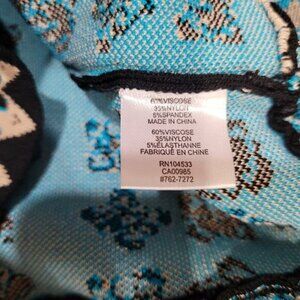 60%VISCOSE
35%NYLON
5%SPANDEX
MADE IN CHINA
60%VISCOSE
35%NYLON
5%ELASTHANNE
FABRIQUÉ EN CHINE
RN104533
CA00985
#762-7272